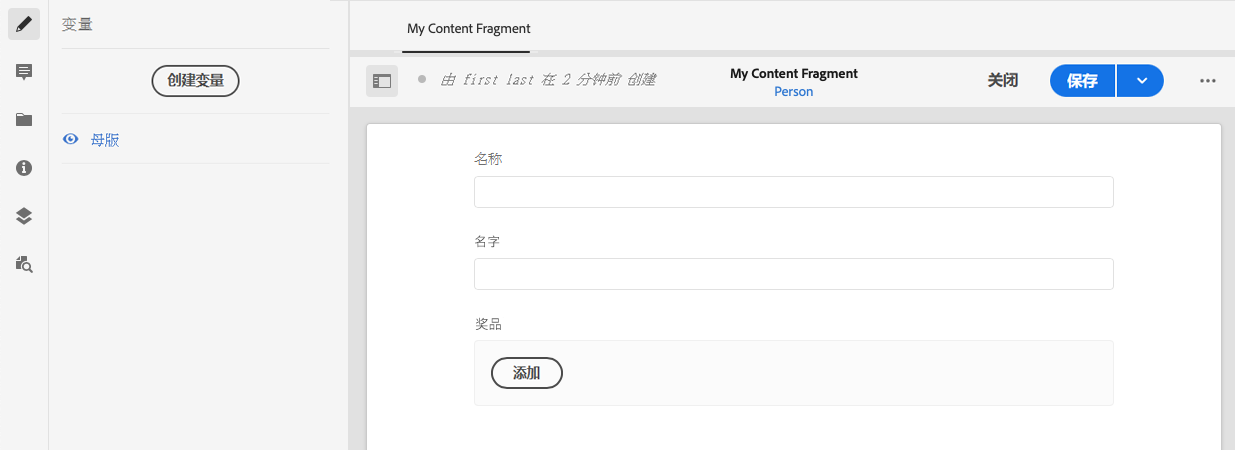 变量
创建变量
母版
My Content Fragment
由 first last 在 2 分钟前 创建
My Content Fragment
Person
关闭
保存
名称
名字
奖品
添加